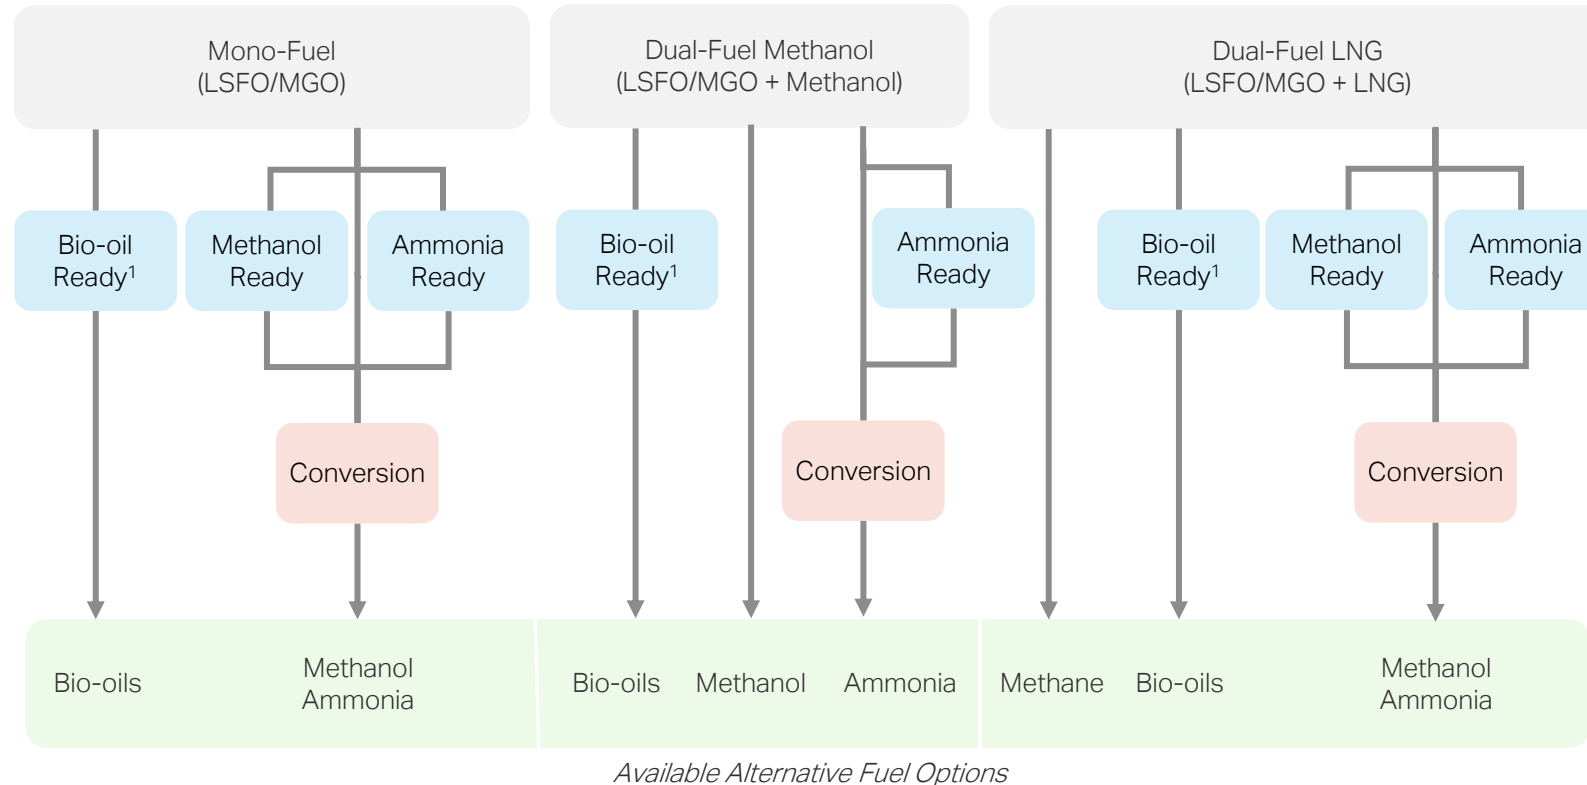 Mono-Fuel
(LSFO/MGO)
Dual-Fuel Methanol
(LSFO/MGO + Methanol)
Dual-Fuel LNG
(LSFO/MGO + LNG)
Bio-oil
Ready¹
Methanol
Ready
Ammonia
Ready
Bio-oil
Ready¹
Ammonia
Ready
Bio-oil
Ready¹
Methanol
Ready
Ammonia
Ready
Conversion
Conversion
Conversion
Bio-oils
Methanol
Ammonia
Bio-oils
Methanol
Ammonia
Methane
Bio-oils
Methanol
Ammonia
Available Alternative Fuel Options